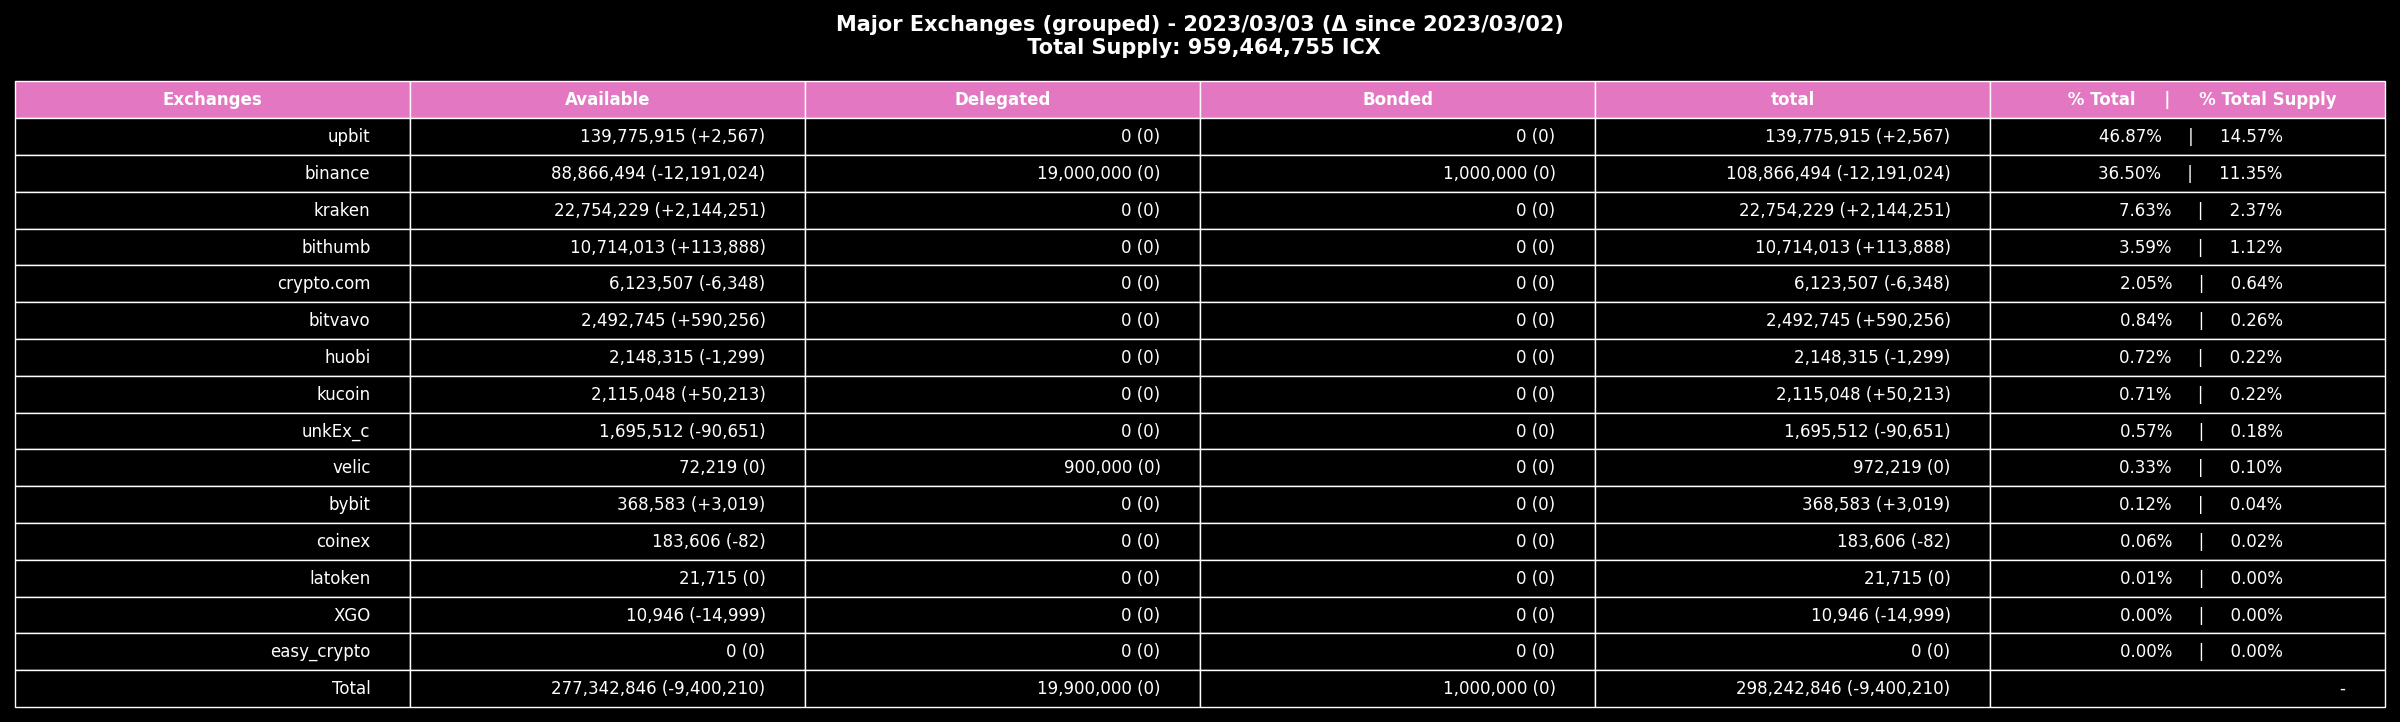 Major Exchanges (grouped) - 2023/03/03 (Δ since 2023/03/02)
Total Supply: 959,464,755 ICX
Exchanges Available Delegated Bonded total % Total | % Total Supply
upbit 139,775,915 (+2,567) 0 (0) 0 (0) 139,775,915 (+2,567) 46.87% | 14.57%
binance 88,866,494 (-12,191,024) 19,000,000 (0) 1,000,000 (0) 108,866,494 (-12,191,024) 36.50% | 11.35%
kraken 22,754,229 (+2,144,251) 0 (0) 0 (0) 22,754,229 (+2,144,251) 7.63% | 2.37%
bithumb 10,714,013 (+113,888) 0 (0) 0 (0) 10,714,013 (+113,888) 3.59% | 1.12%
crypto.com 6,123,507 (-6,348) 0 (0) 0 (0) 6,123,507 (-6,348) 2.05% | 0.64%
bitvavo 2,492,745 (+590,256) 0 (0) 0 (0) 2,492,745 (+590,256) 0.84% | 0.26%
huobi 2,148,315 (-1,299) 0 (0) 0 (0) 2,148,315 (-1,299) 0.72% | 0.22%
kucoin 2,115,048 (+50,213) 0 (0) 0 (0) 2,115,048 (+50,213) 0.71% | 0.22%
unkEx_c 1,695,512 (-90,651) 0 (0) 0 (0) 1,695,512 (-90,651) 0.57% | 0.18%
velic 72,219 (0) 900,000 (0) 0 (0) 972,219 (0) 0.33% | 0.10%
bybit 368,583 (+3,019) 0 (0) 0 (0) 368,583 (+3,019) 0.12% | 0.04%
coinex 183,606 (-82) 0 (0) 0 (0) 183,606 (-82) 0.06% | 0.02%
latoken 21,715 (0) 0 (0) 0 (0) 21,715 (0) 0.01% | 0.00%
XGO 10,946 (-14,999) 0 (0) 0 (0) 10,946 (-14,999) 0.00% | 0.00%
easy_crypto 0 (0) 0 (0) 0 (0) 0 (0) 0.00% | 0.00%
Total 277,342,846 (-9,400,210) 19,900,000 (0) 1,000,000 (0) 298,242,846 (-9,400,210) -